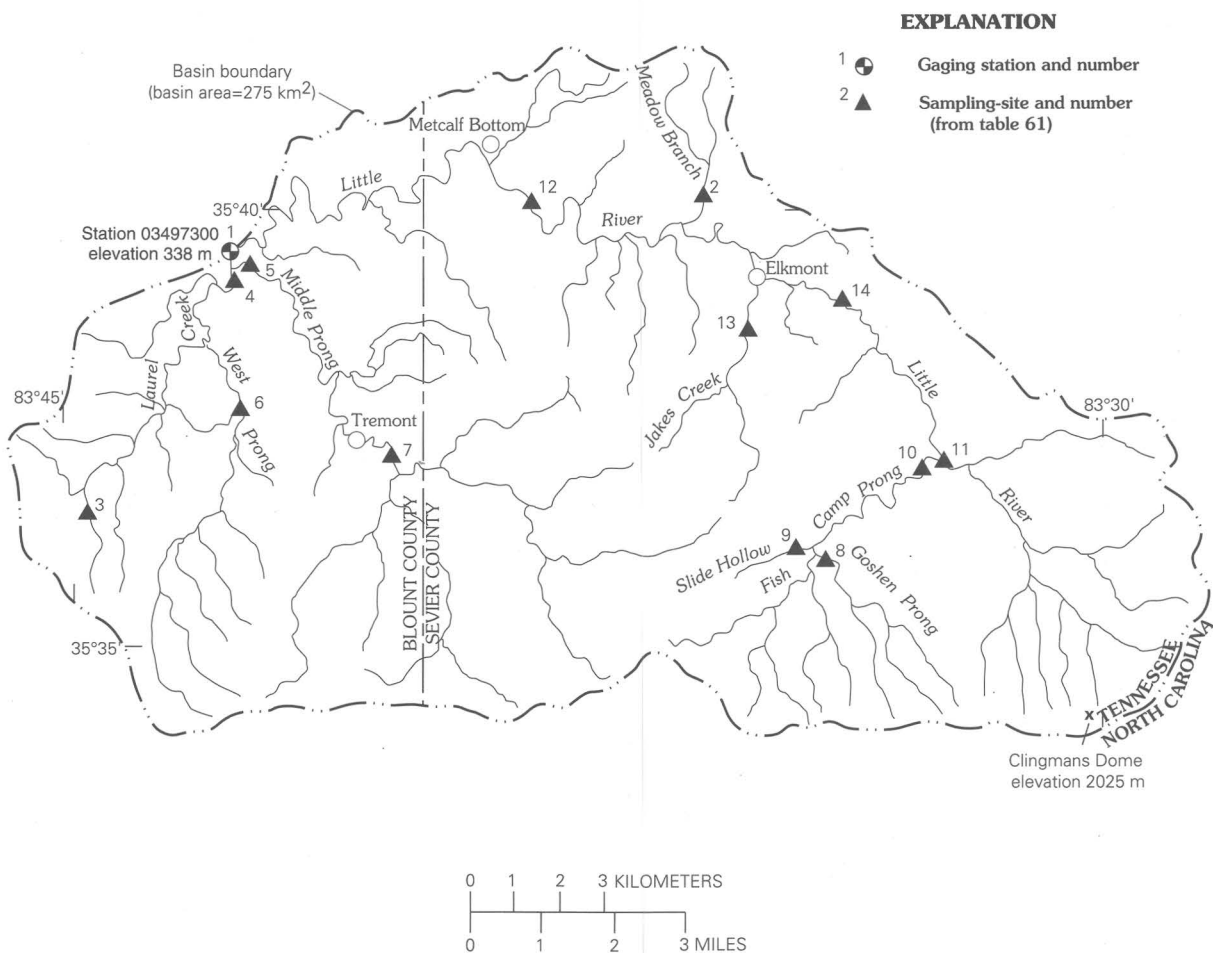 EXPLANATION
1 Gaging station and number
2 Sampling-site and number
(from table 61)
Basin boundary
(basin area=275 km²)
Metcalf Bottom
Meadow Branch
Little
12
2
35°40'
River
Station 03497300
elevation 338 m
1
5
4
Middle Prong
Elkmont
14
13
Creek
Laurel
West
Prong
6
Little
83°45'
83°30'
Jakes Creek
Tremont
7
10
11
Camp Prong
River
3
9
8
Slide Hollow
Fish
Goshen Prong
BLOUNT COUNTY
SEVIER COUNTY
35°35'
TENNESSEE
NORTH CAROLINA
x
Clingmans Dome
elevation 2025 m
0 1 2 3 KILOMETERS
0 1 2 3 MILES